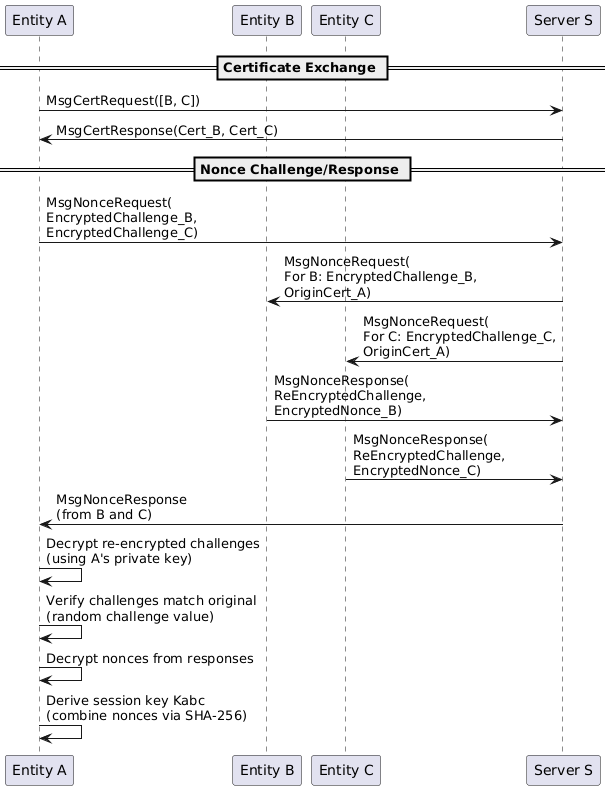 Entity A
Entity B
Entity C
Server S
Certificate Exchange
MsgCertRequest([B, C])
MsgCertResponse(Cert_B, Cert_C)
Nonce Challenge/Response
MsgNonceRequest(
EncryptedChallenge_B,
EncryptedChallenge_C)
MsgNonceRequest(
For B: EncryptedChallenge_B,
OriginCert_A)
MsgNonceRequest(
For C: EncryptedChallenge_C,
OriginCert_A)
MsgNonceResponse(
ReEncryptedChallenge,
EncryptedNonce_B)
MsgNonceResponse(
ReEncryptedChallenge,
EncryptedNonce_C)
MsgNonceResponse
(from B and C)
Decrypt re-encrypted challenges
(using A's private key)
Verify challenges match original
(random challenge value)
Decrypt nonces from responses
Derive session key Kabc
(combine nonces via SHA-256)
Entity A
Entity B
Entity C
Server S